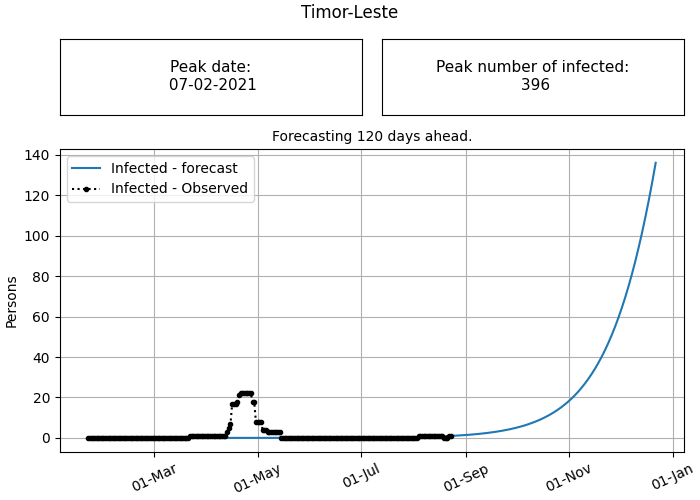 Timor-Leste
Peak date:
07-02-2021
Peak number of infected:
396
Forecasting 120 days ahead.
Infected - forecast
Infected - Observed
Persons
140
120
100
80
60
40
20
0
01-Mar
01-May
01-Jul
01-Sep
01-Nov
01-Jan